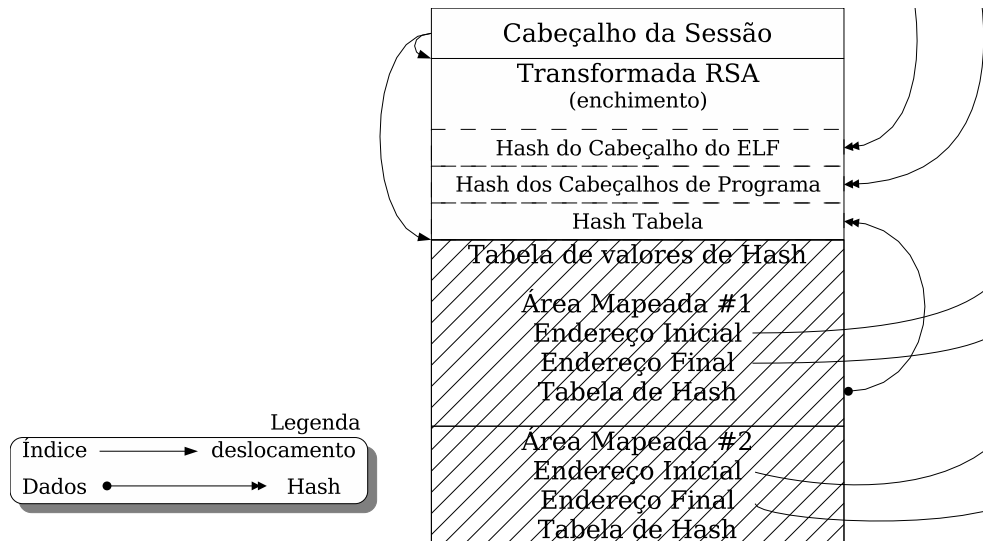 Cabeçalho da Sessão
Transformada RSA
(enchimento)
Hash do Cabeçalho do ELF
Hash dos Cabeçalhos de Programa
Hash Tabela
Tabela de valores de Hash
Área Mapeada #1
Endereço Inicial
Endereço Final
Tabela de Hash
Área Mapeada #2
Endereço Inicial
Endereço Final
Tabela de Hash
Legenda
Índice deslocamento
Dados Hash